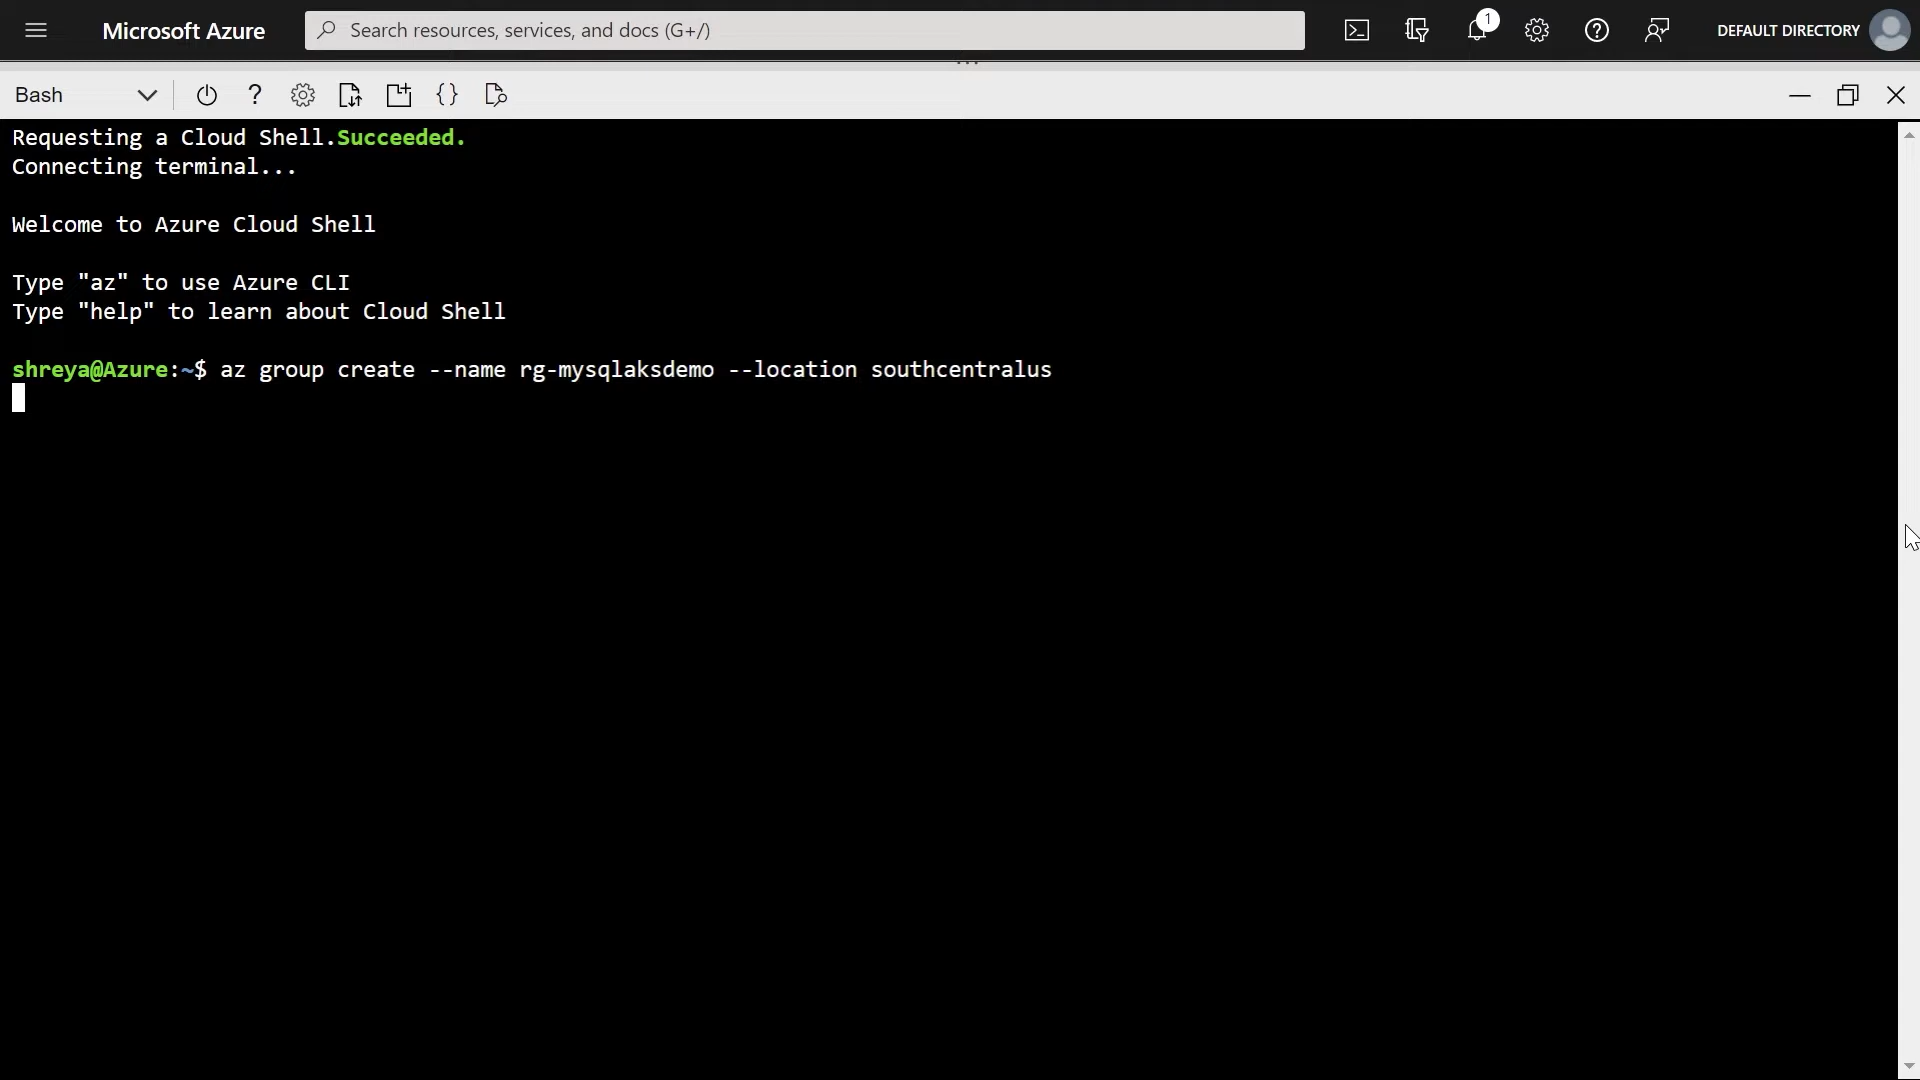 Microsoft Azure
Search resources, services, and docs (G+/)
1
DEFAULT DIRECTORY
Bash
Requesting a Cloud Shell.Succeeded.
Connecting terminal...
Welcome to Azure Cloud Shell
Type "az" to use Azure CLI
Type "help" to learn about Cloud Shell
shreya@Azure:~$ az group create --name rg-mysqlaksdemo --location southcentralus